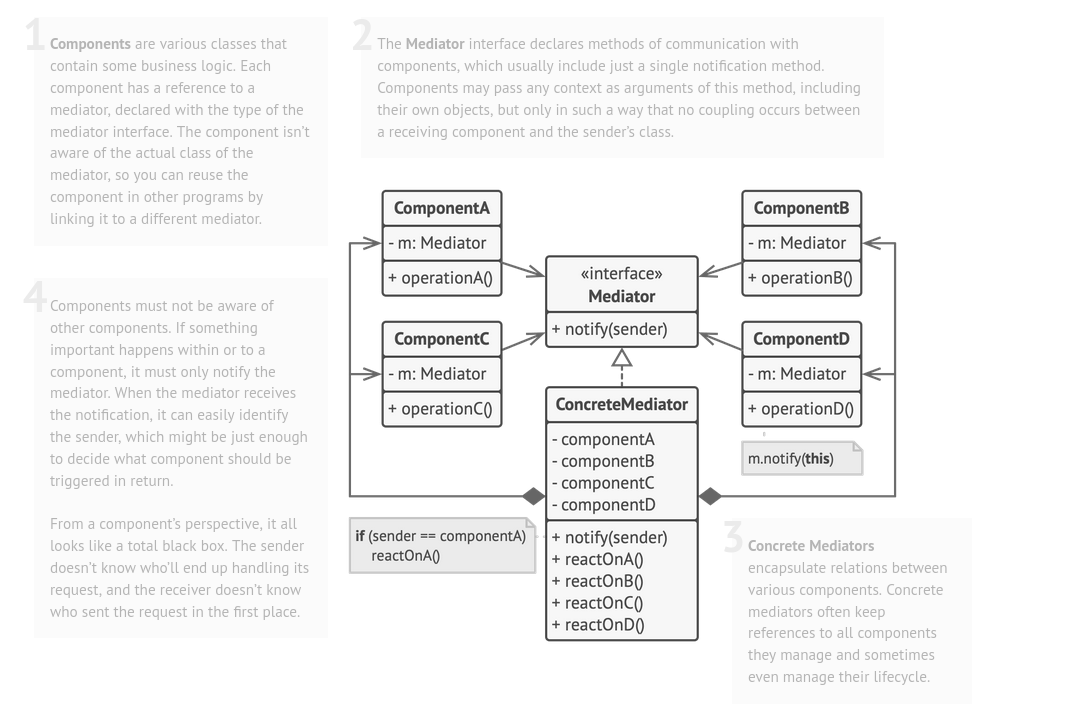 1
Components are various classes that
contain some business logic. Each
component has a reference to a
mediator, declared with the type of the
mediator interface. The component isn't
aware of the actual class of the
mediator, so you can reuse the
component in other programs by
linking it to a different mediator.
2
The Mediator interface declares methods of communication with
components, which usually include just a single notification method.
Components may pass any context as arguments of this method, including
their own objects, but only in such a way that no coupling occurs between
a receiving component and the sender's class.
ComponentA
- m: Mediator
+ operationA()
ComponentB
- m: Mediator
+ operationB()
«interface»
Mediator
+ notify(sender)
ComponentC
- m: Mediator
+ operationC()
ComponentD
- m: Mediator
+ operationD()
m.notify(this)
ConcreteMediator
- componentA
- componentB
- componentC
- componentD
+ notify(sender)
+ reactOnA()
+ reactOnB()
+ reactOnC()
+ reactOnD()
if (sender == componentA)
reactOnA()
3
Concrete Mediators
encapsulate relations between
various components. Concrete
mediators often keep
references to all components
they manage and sometimes
even manage their lifecycle.
4
Components must not be aware of
other components. If something
important happens within or to a
component, it must only notify the
mediator. When the mediator receives
the notification, it can easily identify
the sender, which might be just enough
to decide what component should be
triggered in return.
From a component's perspective, it all
looks like a total black box. The sender
doesn't know who'll end up handling its
request, and the receiver doesn't know
who sent the request in the first place.